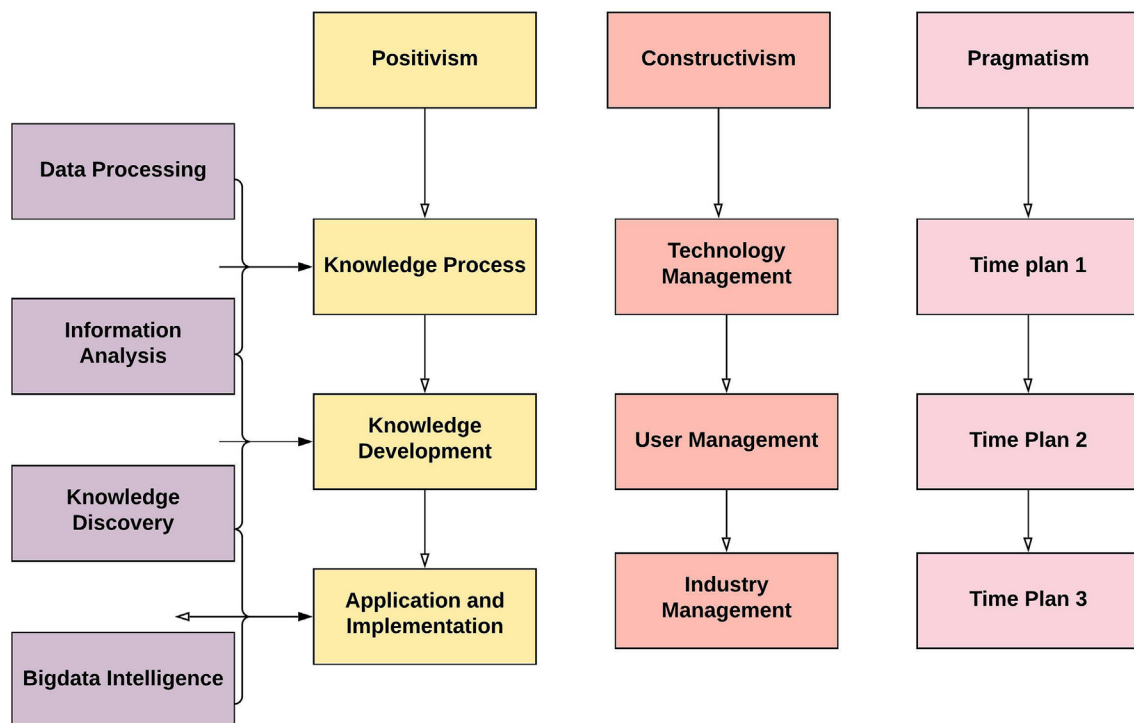 Positivism
Constructivism
Pragmatism
Data Processing
Knowledge Process
Technology
Management
Time plan 1
Information
Analysis
Knowledge
Development
User Management
Time Plan 2
Knowledge
Discovery
Application and
Implementation
Industry
Management
Time Plan 3
Bigdata Intelligence